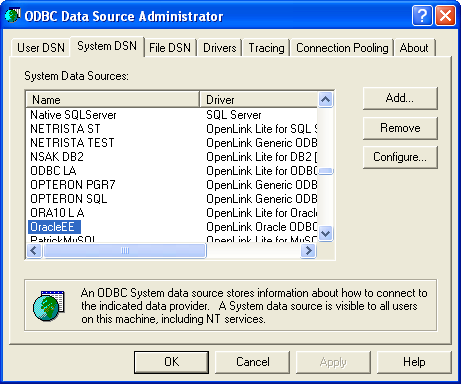 ODBC Data Source Administrator
User DSN System DSN File DSN Drivers Tracing Connection Pooling About
System Data Sources:
Name Driver
Native SQLServer SQL Server
NETRISTA ST OpenLink Lite for SQL S
NETRISTA TEST OpenLink Generic ODB
NSAK DB2 OpenLink Lite for DB2 [
ODBC LA OpenLink Generic ODB
OPTERON PGR7 OpenLink Generic ODB
OPTERON SQL OpenLink Generic ODB
ORA10 L A OpenLink Lite for Oracle
OracleEE OpenLink Oracle ODBC
PatrickMySQL OpenLink Lite for MySQ
Add...
Remove
Configure...
An ODBC System data source stores information about how to connect to
the indicated data provider. A System data source is visible to all users
on this machine, including NT services.
OK Cancel Apply Help